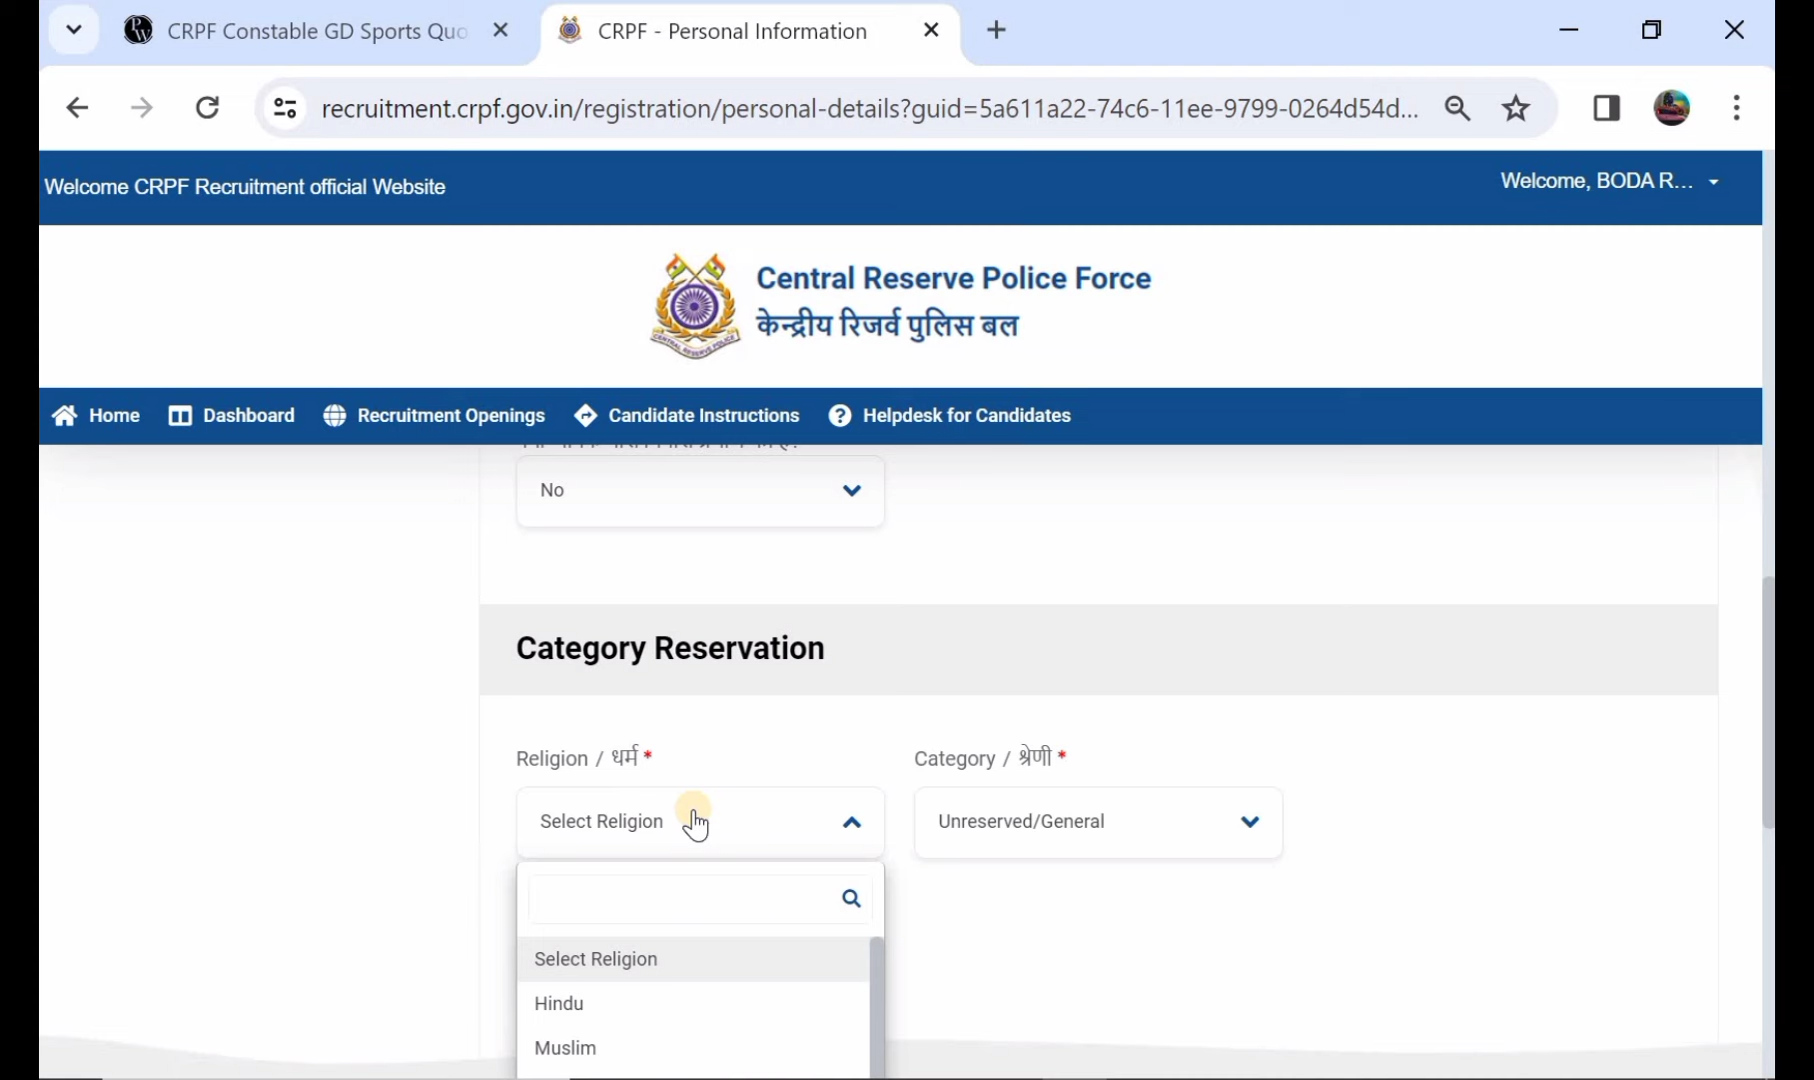 CRPF Constable GD Sports Quo
CRPF - Personal Information
recruitment.crpf.gov.in/registration/personal-details?guid=5a611a22-74c6-11ee-9799-0264d54d...
Welcome CRPF Recruitment official Website
Welcome, BODA R...
Central Reserve Police Force
केन्द्रीय रिजर्व पुलिस बल
CENTRAL RESERVE POLICE
Home Dashboard Recruitment Openings Candidate Instructions Helpdesk for Candidates
No
Category Reservation
Religion / धर्म * Category / श्रेणी *
Select Religion Unreserved/General
Select Religion
Hindu
Muslim